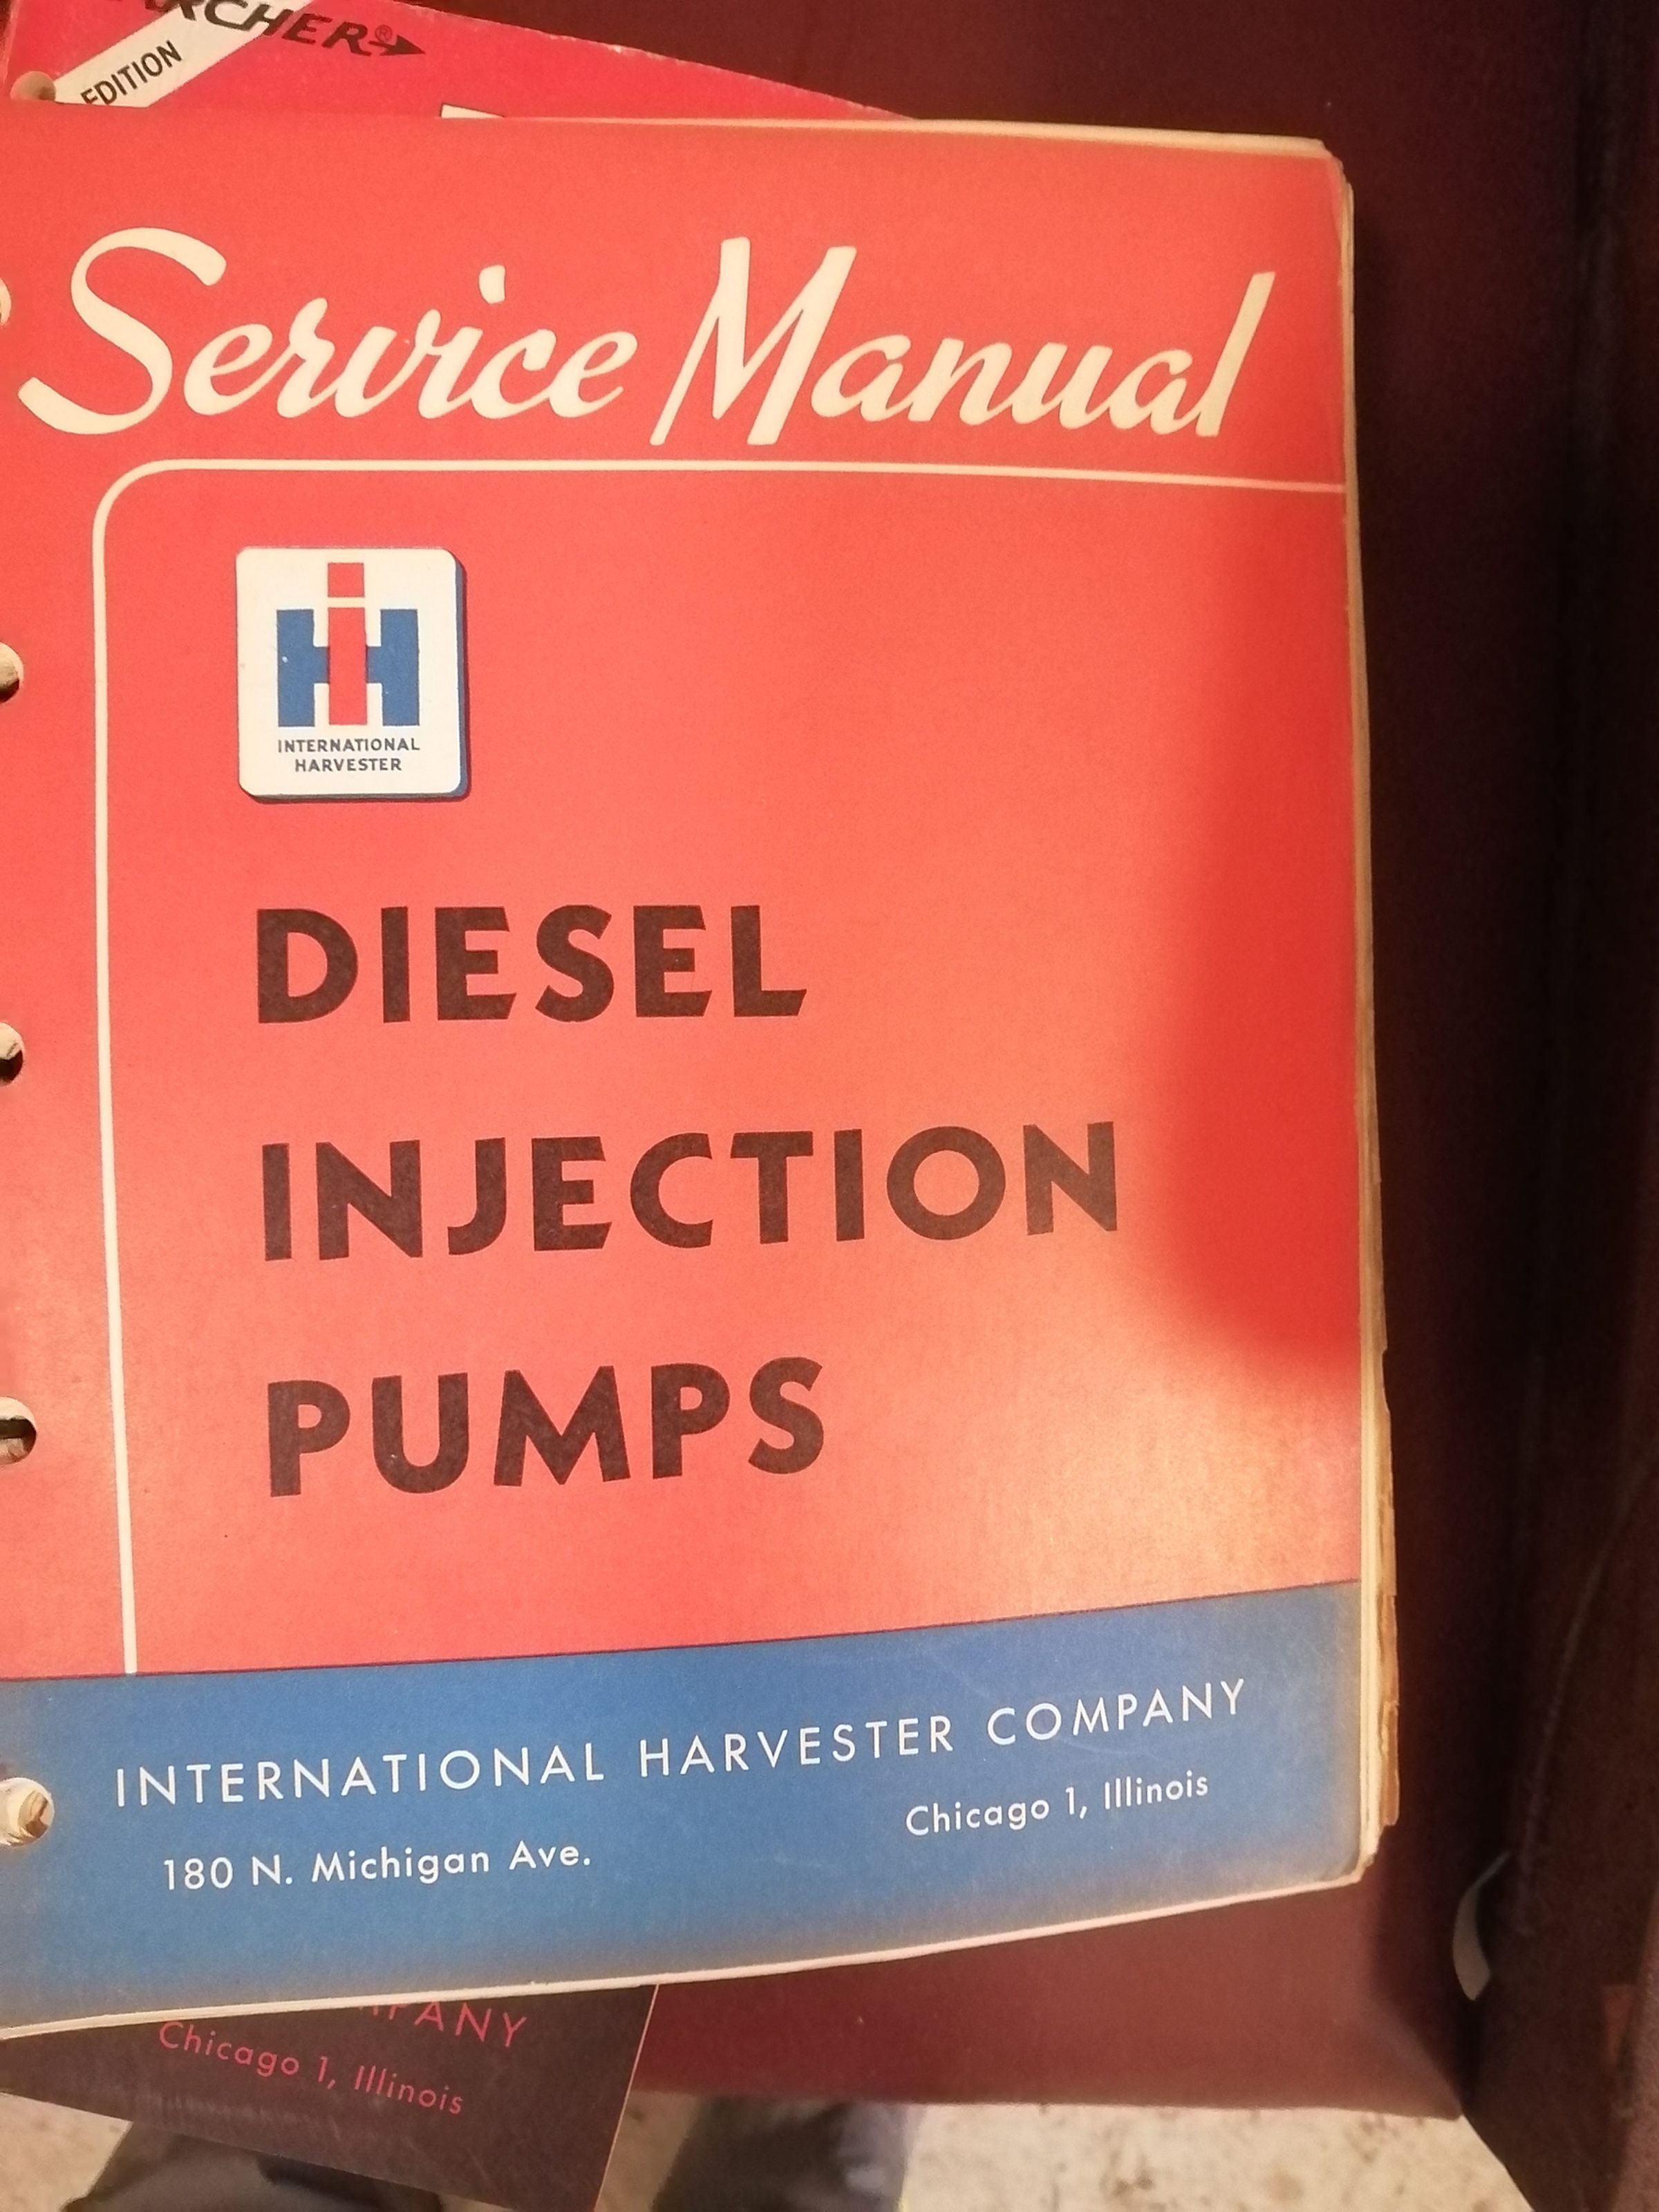 EDITION
Service Manual
INTERNATIONAL
HARVESTER
DIESEL
INJECTION
PUMPS
INTERNATIONAL HARVESTER COMPANY
180 N. Michigan Ave. Chicago 1, Illinois
Chicago 1, Illinois